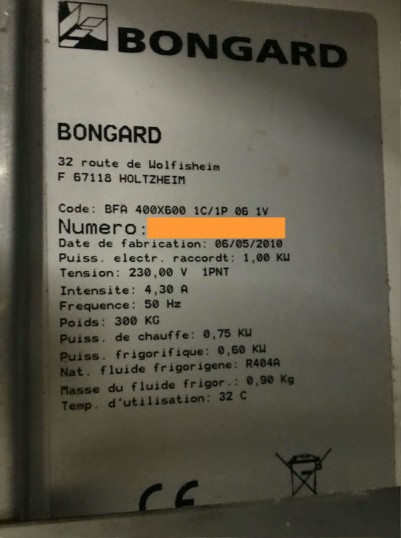 BONGARD
BONGARD
32 route de Wolfisheim
F 67118 HOLTZHEIM
Code: BFA 400X600 1C/1P 06 1V
Numero:
Date de fabrication: 06/05/2010
Puiss. electr. raccordt: 1,00 KW
Tension: 230,00 V 1PNT
Intensite: 4,30 A
Frequence: 50 Hz
Poids: 300 KG
Puiss. de chauffe: 0,75 KW
Puiss. frigorifique: 0,60 KW
Nat. fluide frigorigene: R404A
Masse du fluide frigor.: 0,90 Kg
Temp. d'utilisation: 32 C
CE